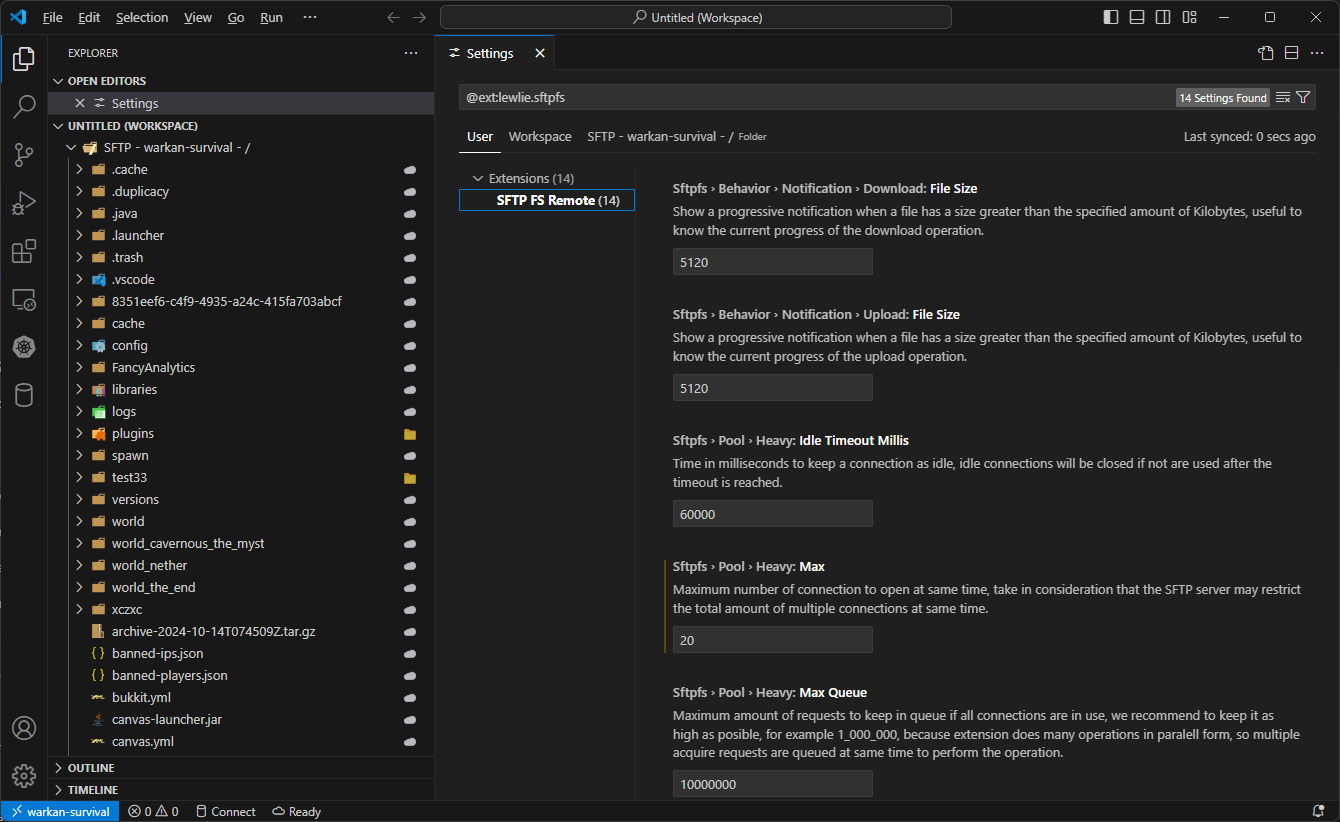 File Edit Selection View Go Run ···
Untitled (Workspace)
EXPLORER
OPEN EDITORS
Settings
UNTITLED (WORKSPACE)
SFTP - warkan-survival - /
.cache
.duplicacy
.java
.launcher
.trash
.vscode
8351eef6-c4f9-4935-a24c-415fa703abcf
cache
config
FancyAnalytics
libraries
logs
plugins
spawn
test33
versions
world
world_cavernous_the_myst
world_nether
world_the_end
xczxc
archive-2024-10-14T074509Z.tar.gz
banned-ips.json
banned-players.json
bukkit.yml
canvas-launcher.jar
canvas.yml
OUTLINE
TIMELINE
Settings
@ext:lewlie.sftpfs
14 Settings Found
User Workspace SFTP - warkan-survival - / Folder
Last synced: 0 secs ago
Extensions (14)
SFTP FS Remote (14)
Sftpfs › Behavior › Notification › Download: File Size
Show a progressive notification when a file has a size greater than the specified amount of Kilobytes, useful to
know the current progress of the download operation.
5120
Sftpfs › Behavior › Notification › Upload: File Size
Show a progressive notification when a file has a size greater than the specified amount of Kilobytes, useful to
know the current progress of the upload operation.
5120
Sftpfs › Pool › Heavy: Idle Timeout Millis
Time in milliseconds to keep a connection as idle, idle connections will be closed if not are used after the
timeout is reached.
60000
Sftpfs › Pool › Heavy: Max
Maximum number of connection to open at same time, take in consideration that the SFTP server may restrict
the total amount of multiple connections at same time.
20
Sftpfs › Pool › Heavy: Max Queue
Maximum amount of requests to keep in queue if all connections are in use, we recommend to keep it as
high as posible, for example 1_000_000, because extension does many operations in paralell form, so multiple
acquire requests are queued at same time to perform the operation.
10000000
warkan-survival 0 0 Connect Ready